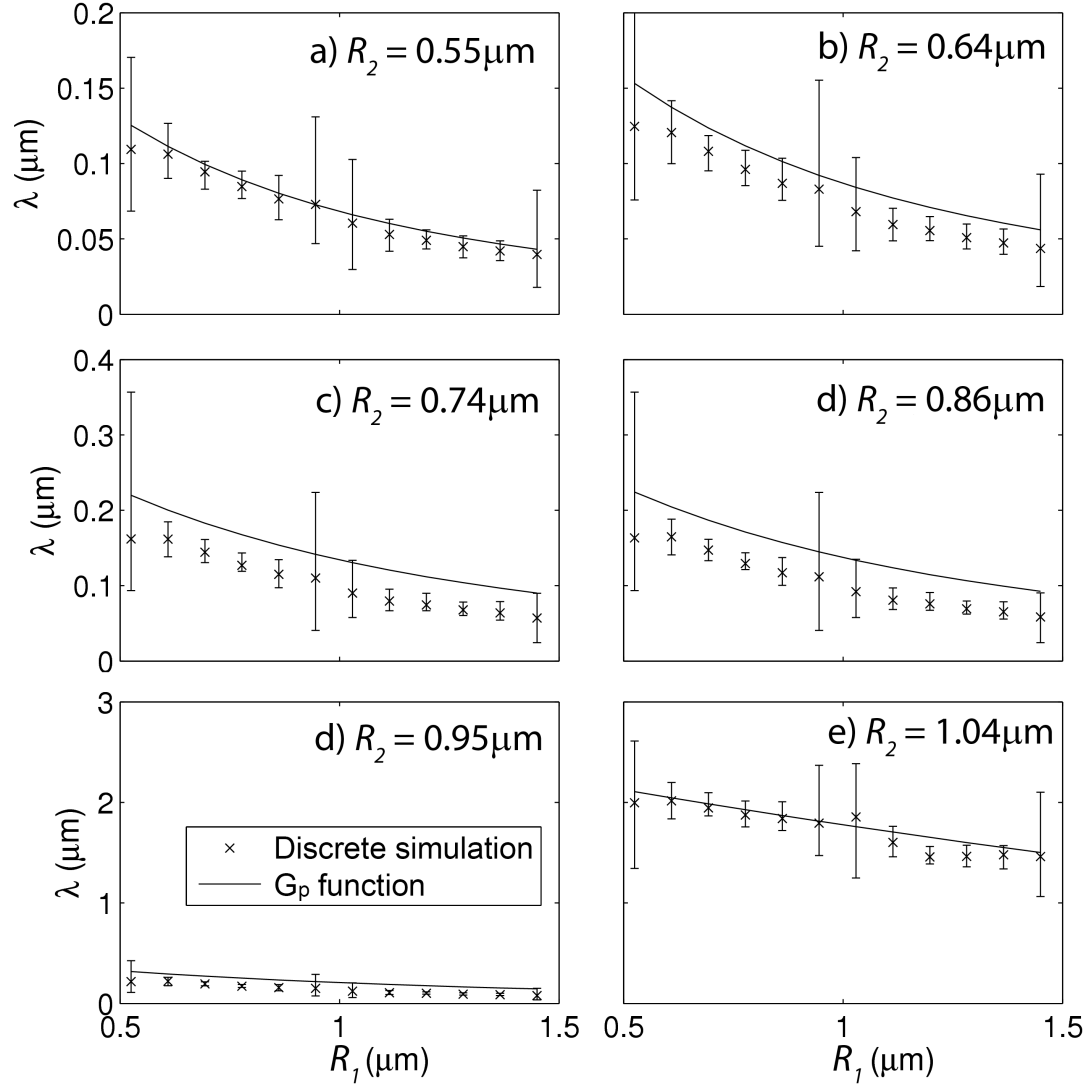 0.2
0.15
0.1
0.05
0
λ (μm)
a) R2 = 0.55μm
b) R2 = 0.64μm
0.4
0.3
0.2
0.1
0
λ (μm)
c) R2 = 0.74μm
d) R2 = 0.86μm
3
2
1
0
λ (μm)
d) R2 = 0.95μm
Discrete simulation
Gp function
e) R2 = 1.04μm
0.5 1 1.5
R1 (μm)
0.5 1 1.5
R1 (μm)